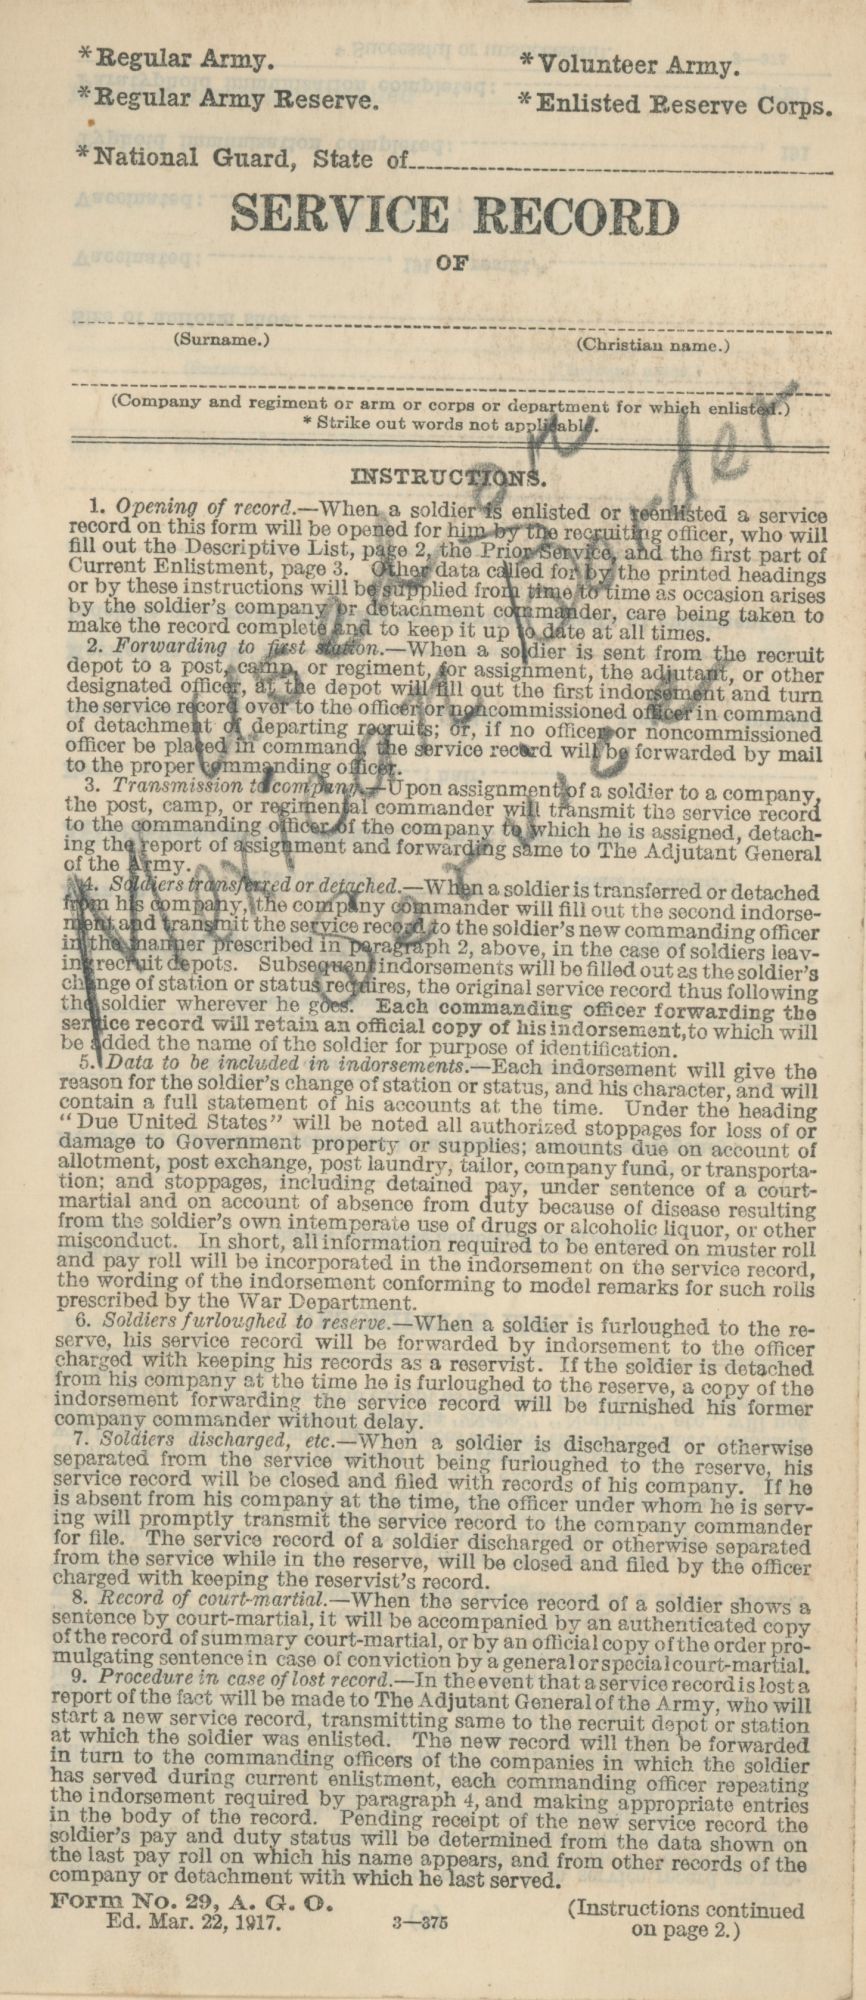 *Regular Army. *Volunteer Army.
*Regular Army Reserve. *Enlisted Reserve Corps.
*National Guard, State of
SERVICE RECORD
OF
(Surname.) (Christian name.)
(Company and regiment or arm or corps or department for which enlisted.)
* Strike out words not applicable.
INSTRUCTIONS.
1. Opening of record.—When a soldier is enlisted or reenlisted a service
record on this form will be opened for him by the recruiting officer, who will
fill out the Descriptive List, page 2, the Prior Service, and the first part of
Current Enlistment, page 3. Other data called for by the printed headings
or by these instructions will be supplied from time to time as occasion arises
by the soldier's company or detachment commander, care being taken to
make the record complete and to keep it up to date at all times.
2. Forwarding to first station.—When a soldier is sent from the recruit
depot to a post, camp, or regiment, for assignment, the adjutant, or other
designated officer, at the depot will fill out the first indorsement and turn
the service record over to the officer or noncommissioned officer in command
of detachment of departing recruits; or, if no officer or noncommissioned
officer be placed in command, the service record will be forwarded by mail
to the proper commanding officer.
3. Transmission to company.—Upon assignment of a soldier to a company,
the post, camp, or regimental commander will transmit the service record
to the commanding officer of the company to which he is assigned, detach-
ing the report of assignment and forwarding same to The Adjutant General
of the Army.
4. Soldiers transferred or detached.—When a soldier is transferred or detached
from his company, the company commander will fill out the second indorse-
ment and transmit the service record to the soldier's new commanding officer
in the manner prescribed in paragraph 2, above, in the case of soldiers leav-
ing recruit depots. Subsequent indorsements will be filled out as the soldier's
change of station or status requires, the original service record thus following
the soldier wherever he goes. Each commanding officer forwarding the
service record will retain an official copy of his indorsement, to which will
be added the name of the soldier for purpose of identification.
5. Data to be included in indorsements.—Each indorsement will give the
reason for the soldier's change of station or status, and his character, and will
contain a full statement of his accounts at the time. Under the heading
"Due United States" will be noted all authorized stoppages for loss of or
damage to Government property or supplies; amounts due on account of
allotment, post exchange, post laundry, tailor, company fund, or transporta-
tion; and stoppages, including detained pay, under sentence of a court-
martial and on account of absence from duty because of disease resulting
from the soldier's own intemperate use of drugs or alcoholic liquor, or other
misconduct. In short, all information required to be entered on muster roll
and pay roll will be incorporated in the indorsement on the service record,
the wording of the indorsement conforming to model remarks for such rolls
prescribed by the War Department.
6. Soldiers furloughed to reserve.—When a soldier is furloughed to the re-
serve, his service record will be forwarded by indorsement to the officer
charged with keeping his records as a reservist. If the soldier is detached
from his company at the time he is furloughed to the reserve, a copy of the
indorsement forwarding the service record will be furnished his former
company commander without delay.
7. Soldiers discharged, etc.—When a soldier is discharged or otherwise
separated from the service without being furloughed to the reserve, his
service record will be closed and filed with records of his company. If he
is absent from his company at the time, the officer under whom he is serv-
ing will promptly transmit the service record to the company commander
for file. The service record of a soldier discharged or otherwise separated
from the service while in the reserve, will be closed and filed by the officer
charged with keeping the reservist's record.
8. Record of court-martial.—When the service record of a soldier shows a
sentence by court-martial, it will be accompanied by an authenticated copy
of the record of summary court-martial, or by an official copy of the order pro-
mulgating sentence in case of conviction by a general or special court-martial.
9. Procedure in case of lost record.—In the event that a service record is lost a
report of the fact will be made to The Adjutant General of the Army, who will
start a new service record, transmitting same to the recruit depot or station
at which the soldier was enlisted. The new record will then be forwarded
in turn to the commanding officers of the companies in which the soldier
has served during current enlistment, each commanding officer repeating
the indorsement required by paragraph 4, and making appropriate entries
in the body of the record. Pending receipt of the new service record the
soldier's pay and duty status will be determined from the data shown on
the last pay roll on which his name appears, and from other records of the
company or detachment with which he last served.
Form No. 29, A. G. O.
Ed. Mar. 22, 1917. 3—375 (Instructions continued
on page 2.)